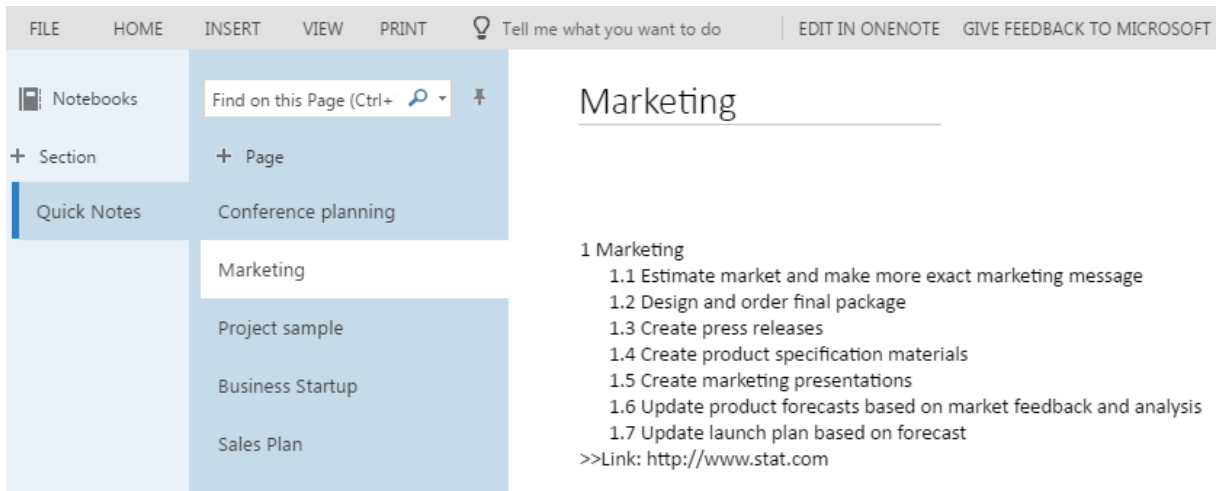 FILE HOME INSERT VIEW PRINT Tell me what you want to do EDIT IN ONENOTE GIVE FEEDBACK TO MICROSOFT
Notebooks
+ Section
Quick Notes
Find on this Page (Ctrl+
+ Page
Conference planning
Marketing
Project sample
Business Startup
Sales Plan
Marketing
1 Marketing
1.1 Estimate market and make more exact marketing message
1.2 Design and order final package
1.3 Create press releases
1.4 Create product specification materials
1.5 Create marketing presentations
1.6 Update product forecasts based on market feedback and analysis
1.7 Update launch plan based on forecast
>>Link: http://www.stat.com